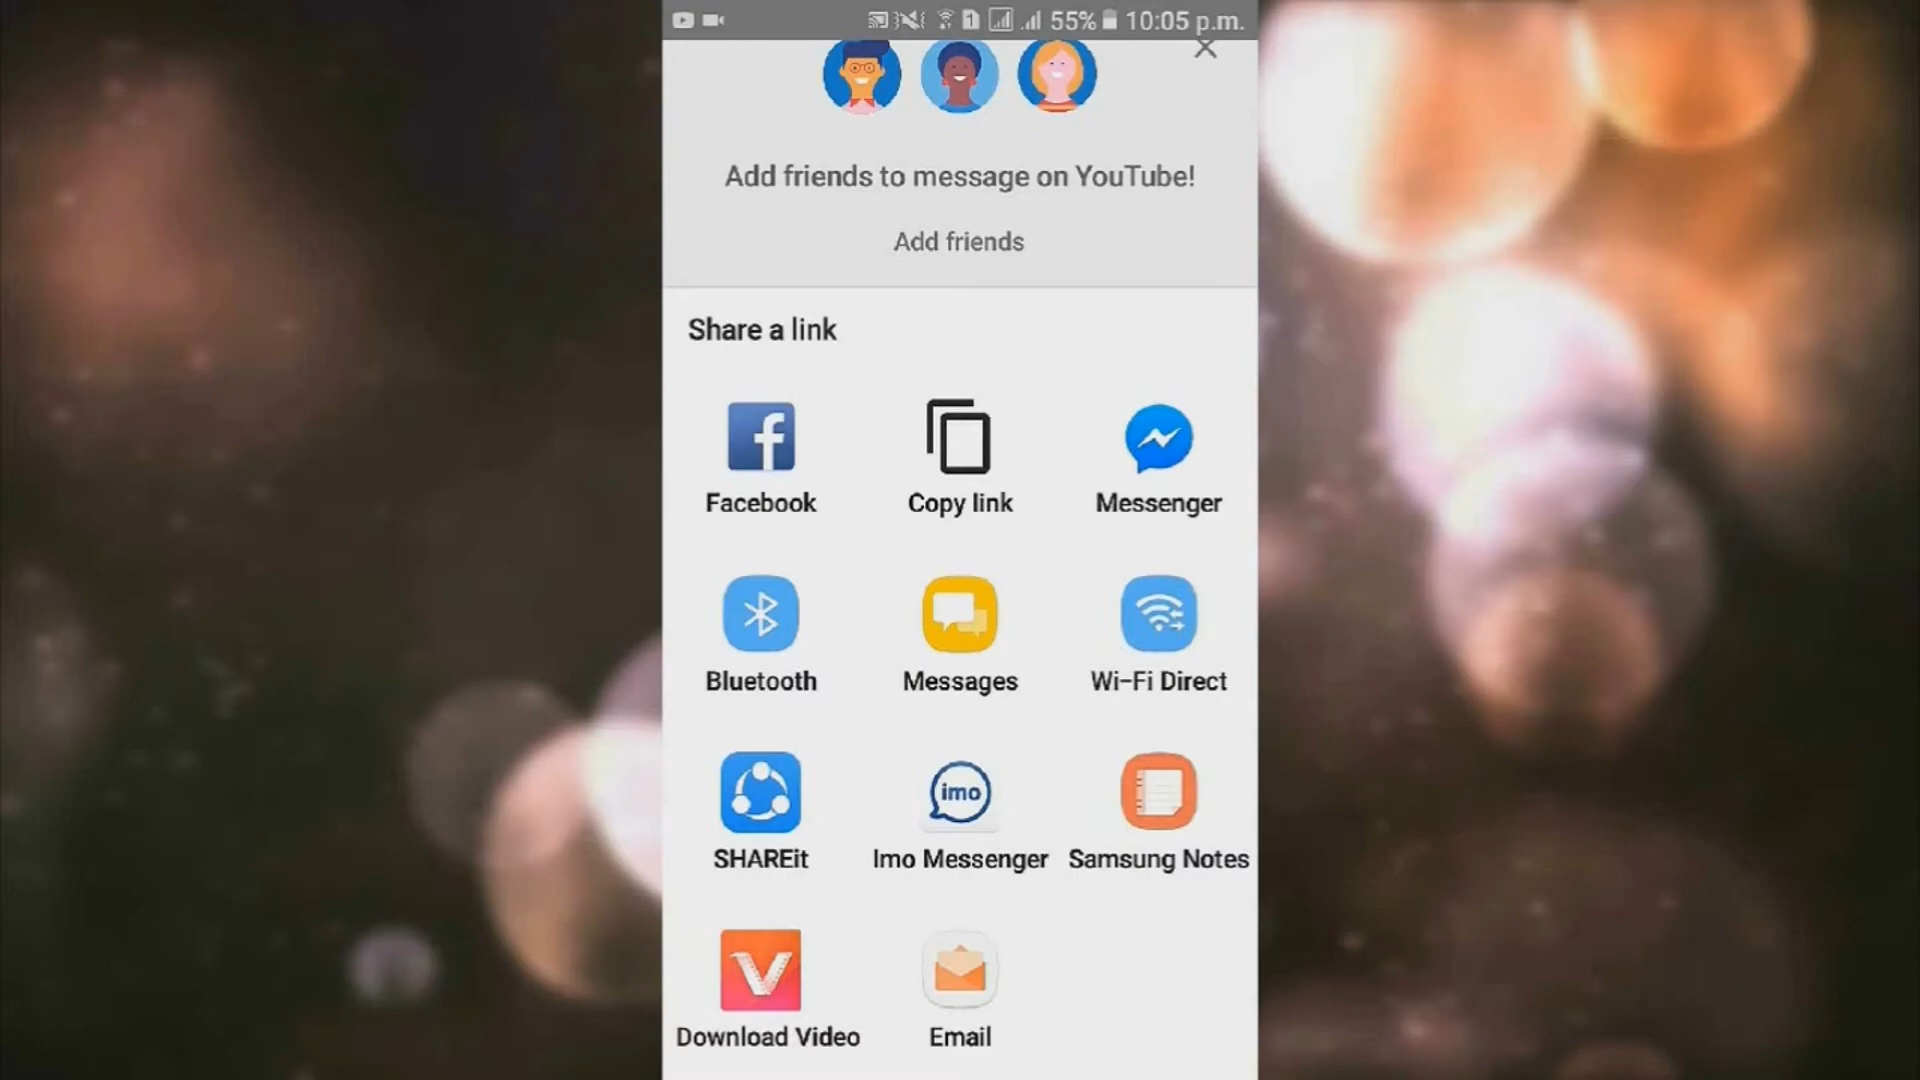 1 55% 10:05 p.m.
Add friends to message on YouTube!
Add friends
Share a link
Facebook Copy link Messenger
Bluetooth Messages Wi-Fi Direct
imo
SHAREit Imo Messenger Samsung Notes
Download Video Email